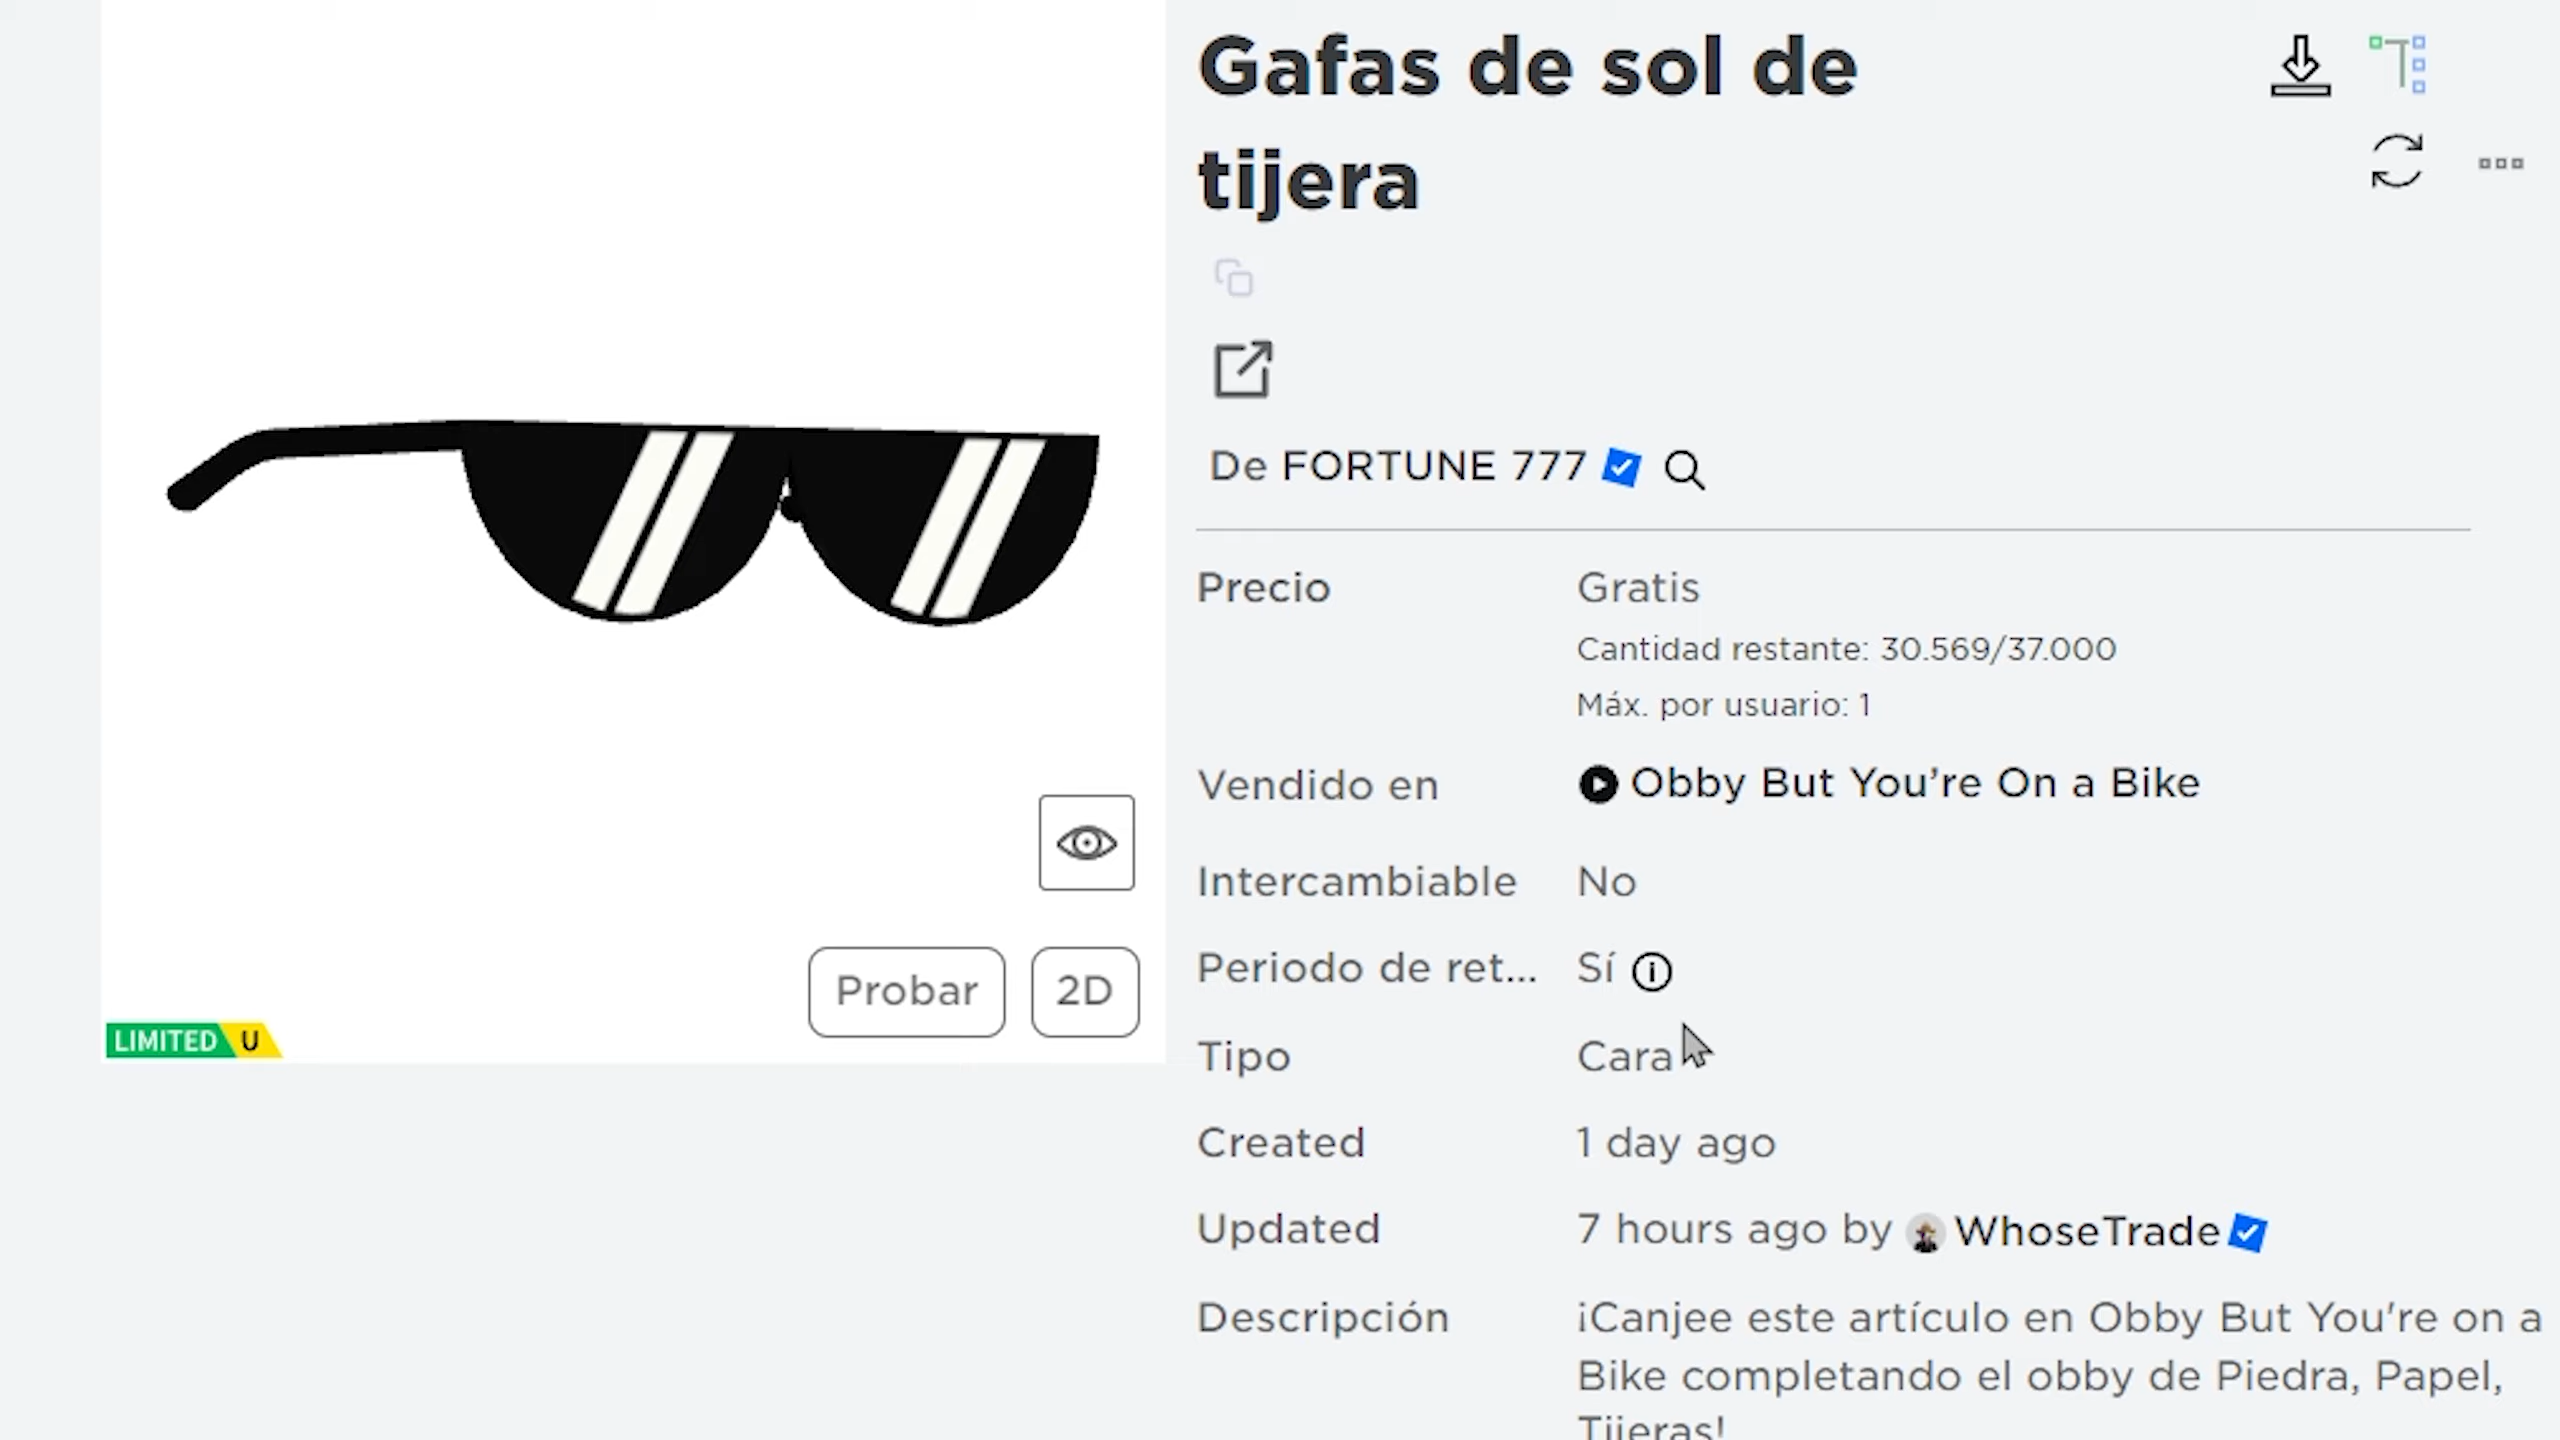 Gafas de sol de
tijera
De FORTUNE 777
Precio Gratis
Cantidad restante: 30.569/37.000
Máx. por usuario: 1
Vendido en Obby But You’re On a Bike
Intercambiable No
Periodo de ret... Sí
Tipo Cara
Created 1 day ago
Updated 7 hours ago by WhoseTrade
Descripción ¡Canjee este artículo en Obby But You're on a
Bike completando el obby de Piedra, Papel,
Tijeras!
Probar 2D
LIMITED U